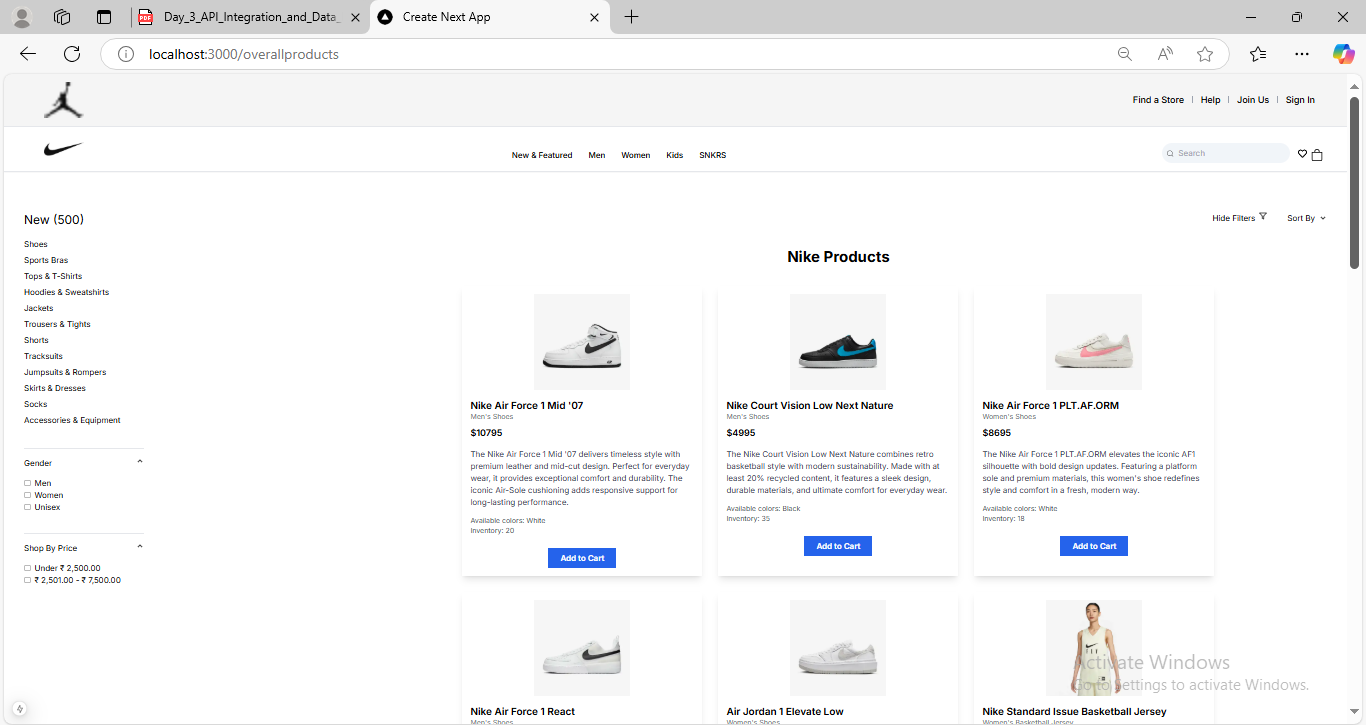 PDF
Day_3_API_Integration_and_Data_
Create Next App
localhost:3000/overallproducts
Find a Store
Help
Join Us
Sign In
New & Featured
Men
Women
Kids
SNKRS
Search
New (500)
Hide Filters
Sort By
Shoes
Sports Bras
Tops & T-Shirts
Hoodies & Sweatshirts
Jackets
Trousers & Tights
Shorts
Tracksuits
Jumpsuits & Rompers
Skirts & Dresses
Socks
Accessories & Equipment
Gender
Men
Women
Unisex
Shop By Price
Under ₹ 2,500.00
₹ 2,501.00 - ₹ 7,500.00
Nike Products
Nike Air Force 1 Mid '07
Men's Shoes
$10795
The Nike Air Force 1 Mid '07 delivers timeless style with
premium leather and mid-cut design. Perfect for everyday
wear, it provides exceptional comfort and durability. The
iconic Air-Sole cushioning adds responsive support for
long-lasting performance.
Available colors: White
Inventory: 20
Add to Cart
Nike Court Vision Low Next Nature
Men's Shoes
$4995
The Nike Court Vision Low Next Nature combines retro
basketball style with modern sustainability. Made with at
least 20% recycled content, it features a sleek design,
durable materials, and ultimate comfort for everyday wear.
Available colors: Black
Inventory: 35
Add to Cart
Nike Air Force 1 PLT.AF.ORM
Women's Shoes
$8695
The Nike Air Force 1 PLT.AF.ORM elevates the iconic AF1
silhouette with bold design updates. Featuring a platform
sole and premium materials, this women's shoe redefines
style and comfort in a fresh, modern way.
Available colors: White
Inventory: 18
Add to Cart
Nike Air Force 1 React
Men's Shoes
Air Jordan 1 Elevate Low
Women's Shoes
Nike Standard Issue Basketball Jersey
Women's Basketball Jersey
Activate Windows
Go to Settings to activate Windows.